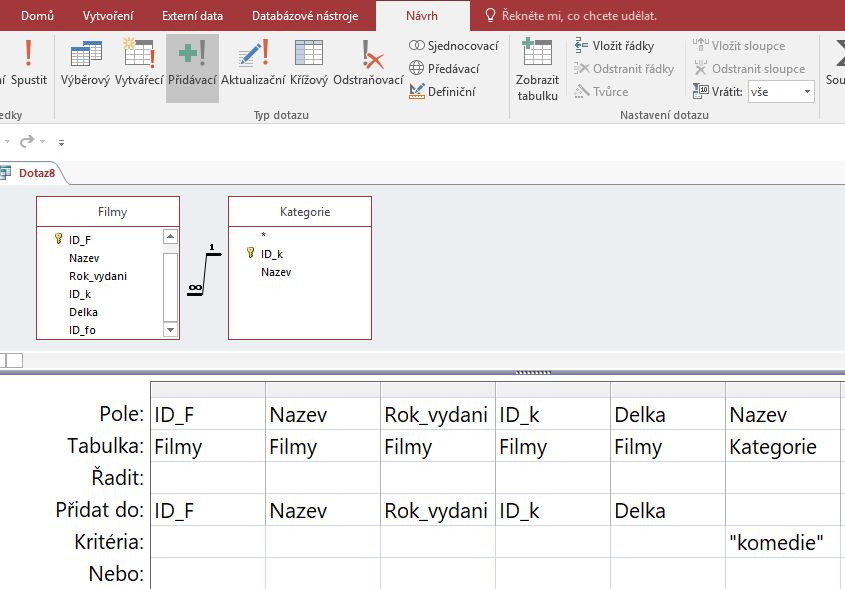 Domů Vytvoření Externí data Databázové nástroje Návrh Řekněte mi, co chcete udělat.
Spustit Výběrový Vytvářecí Přidávací Aktualizační Křížový Odstraňovací
Sjednocovací
Předávací
Definiční
Zobrazit
tabulku
Vložit řádky
Odstranit řádky
Tvůrce
Vložit sloupce
Odstranit sloupce
Vrátit: vše
Sou
edky Typ dotazu Nastavení dotazu
Dotaz8
Filmy
ID_F
Nazev
Rok_vydani
ID_k
Delka
ID_fo
1
∞
Kategorie
*
ID_k
Nazev
Pole: ID_F Nazev Rok_vydani ID_k Delka Nazev
Tabulka: Filmy Filmy Filmy Filmy Filmy Kategorie
Řadit:
Přidat do: ID_F Nazev Rok_vydani ID_k Delka
Kritéria: "komedie"
Nebo: